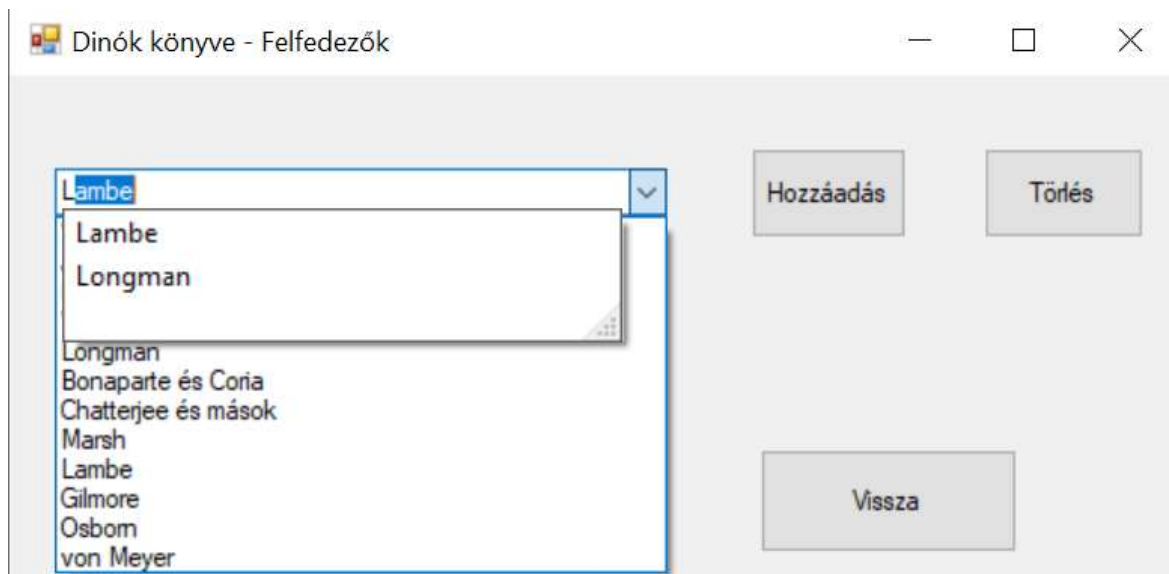 Dinók könyve - Felfedezők
Lambe
Hozzáadás
Törlés
Lambe
Longman
Longman
Bonaparte és Coria
Chatterjee és mások
Marsh
Lambe
Gilmore
Osborn
von Meyer
Vissza